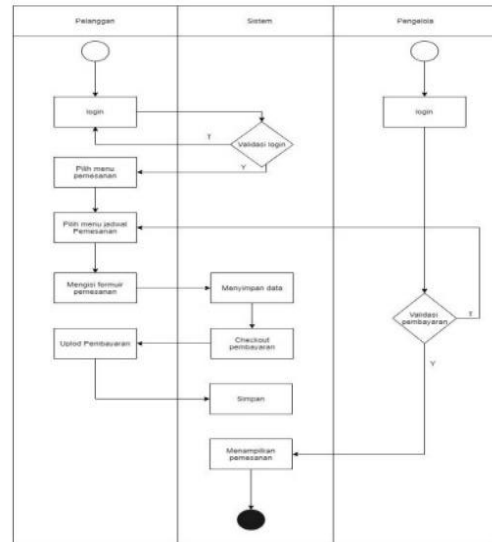 Pelanggan
Sistem
Pengelola
login
login
Validasi login
T
Y
Pilih menu
pemesanan
Pilih menu jadwal
Pemesanan
Mengisi formulir
pemesanan
Menyimpan data
Validasi
pembayaran
T
Uplod Pembayaran
Checkout
pembayaran
Y
Simpan
Menampilkan
pemesanan